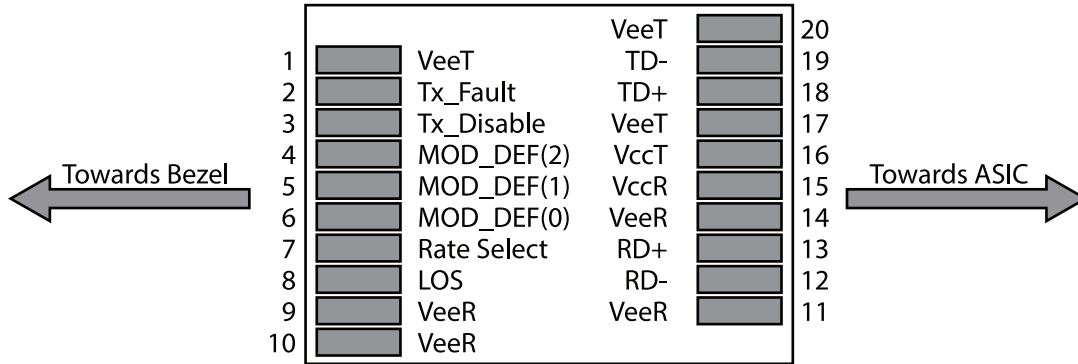 VeeT 20
1 VeeT TD- 19
2 Tx_Fault TD+ 18
3 Tx_Disable VeeT 17
4 MOD_DEF(2) VccT 16
Towards Bezel 5 MOD_DEF(1) VccR 15 Towards ASIC
6 MOD_DEF(0) VeeR 14
7 Rate Select RD+ 13
8 LOS RD- 12
9 VeeR VeeR 11
10 VeeR